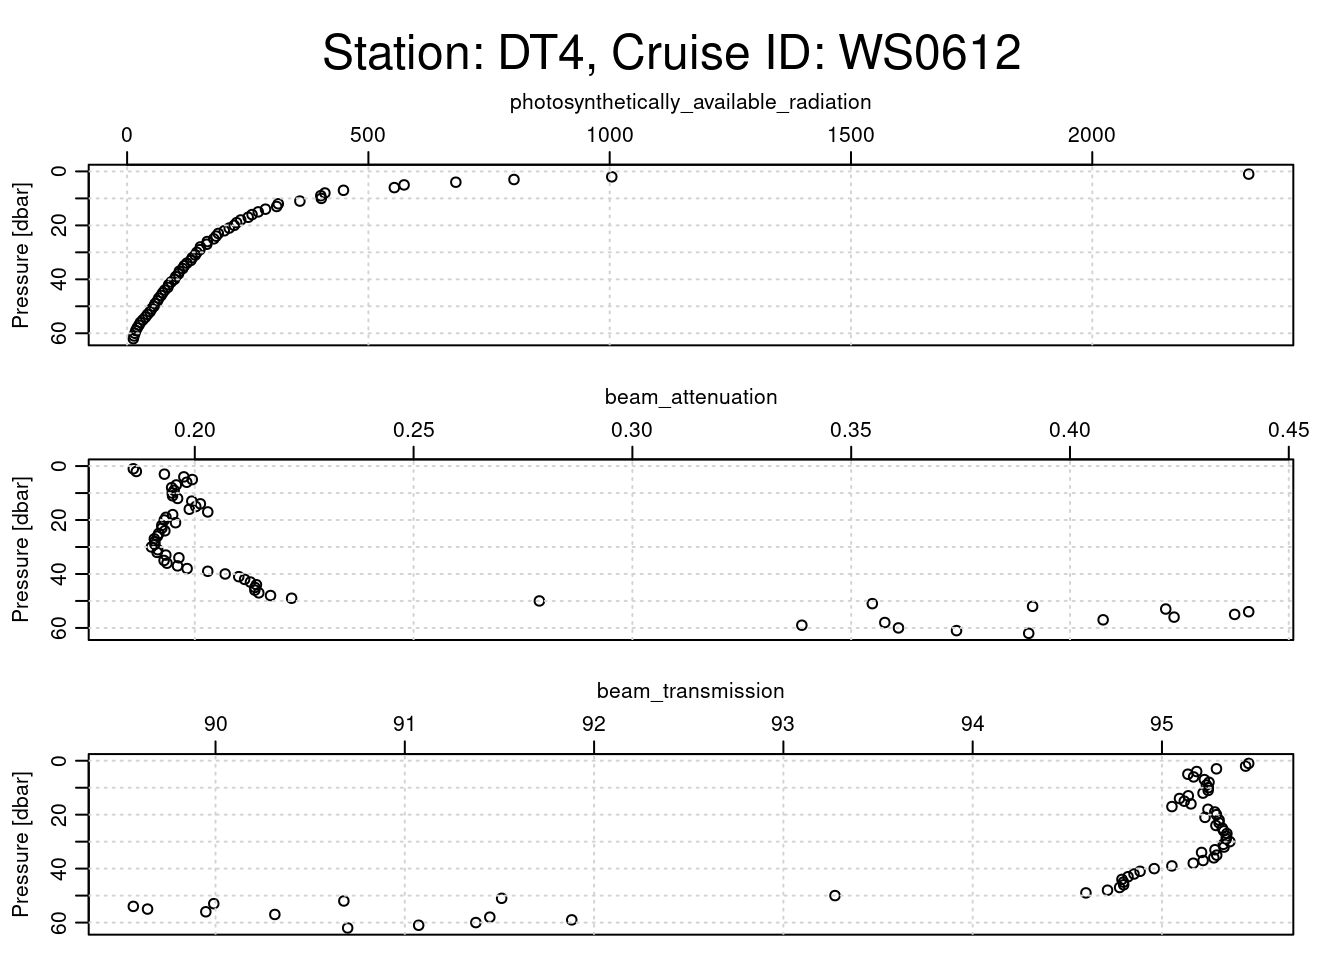 Station: DT4, Cruise ID: WS0612
photosynthetically_available_radiation
0 500 1000 1500 2000
Pressure [dbar]
0
20
40
60
beam_attenuation
0.20 0.25 0.30 0.35 0.40 0.45
Pressure [dbar]
0
20
40
60
beam_transmission
90 91 92 93 94 95
Pressure [dbar]
0
20
40
60